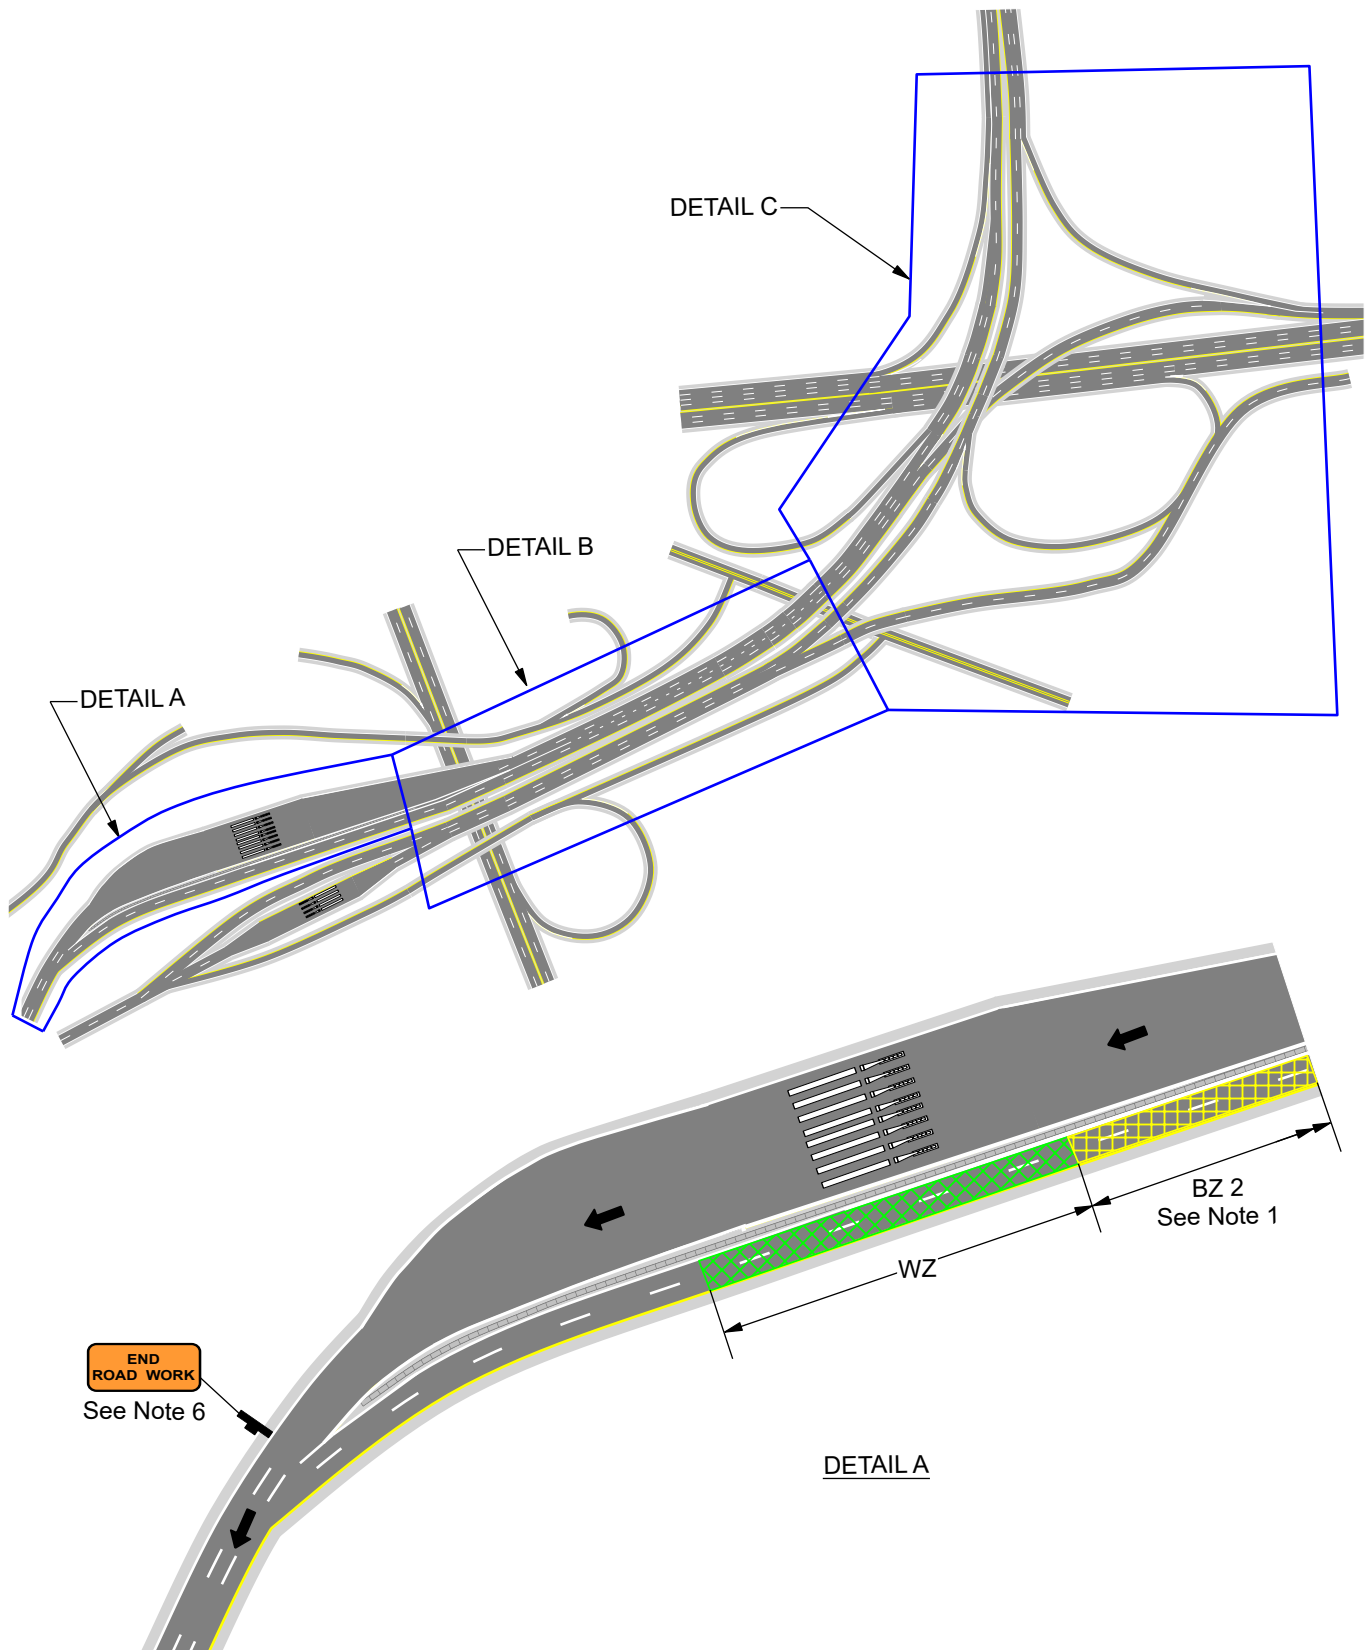 DETAIL C
DETAIL B
DETAIL A
BZ 2
See Note 1
WZ
END
ROAD WORK
See Note 6
DETAIL A